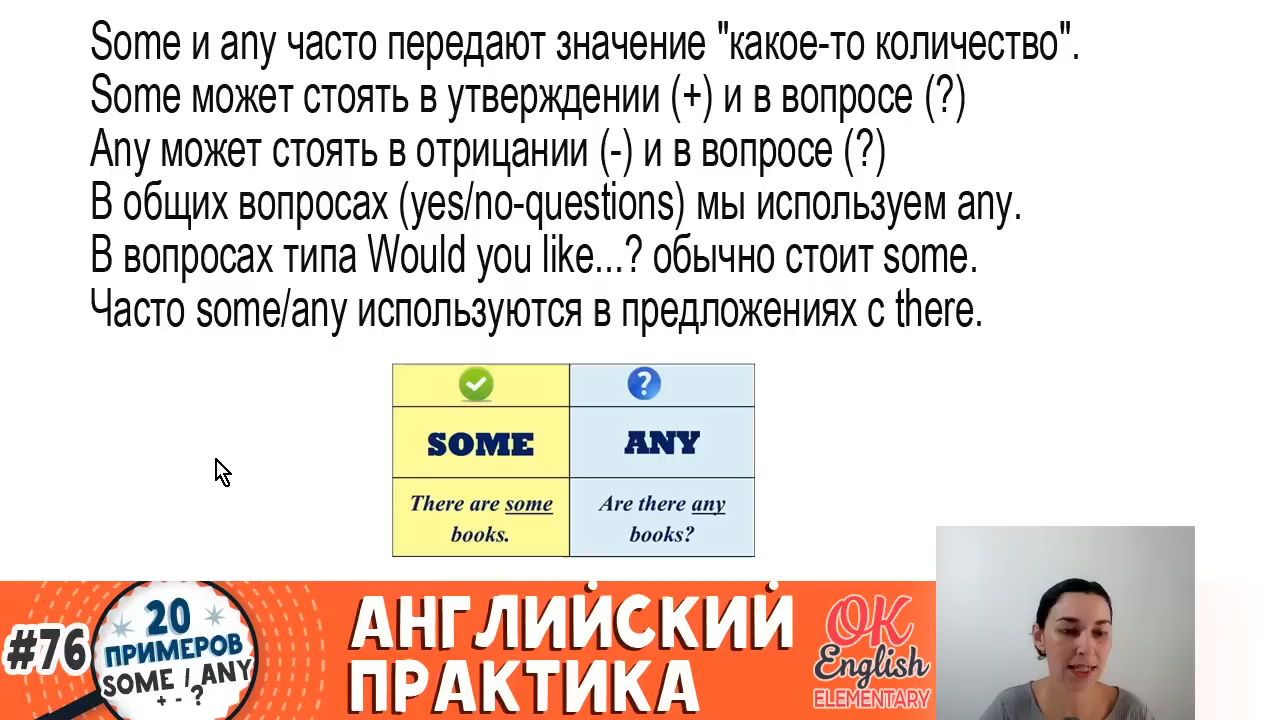 Some и any часто передают значение "какое-то количество".
Some может стоять в утверждении (+) и в вопросе (?)
Any может стоять в отрицании (-) и в вопросе (?)
В общих вопросах (yes/no-questions) мы используем any.
В вопросах типа Would you like...? обычно стоит some.
Часто some/any используются в предложениях с there.
?
SOME
ANY
There are some
books.
Are there any
books?
#76
20
ПРИМЕРОВ
SOME / ANY
+ - ?
АНГЛИЙСКИЙ
ПРАКТИКА
OK
English
ELEMENTARY